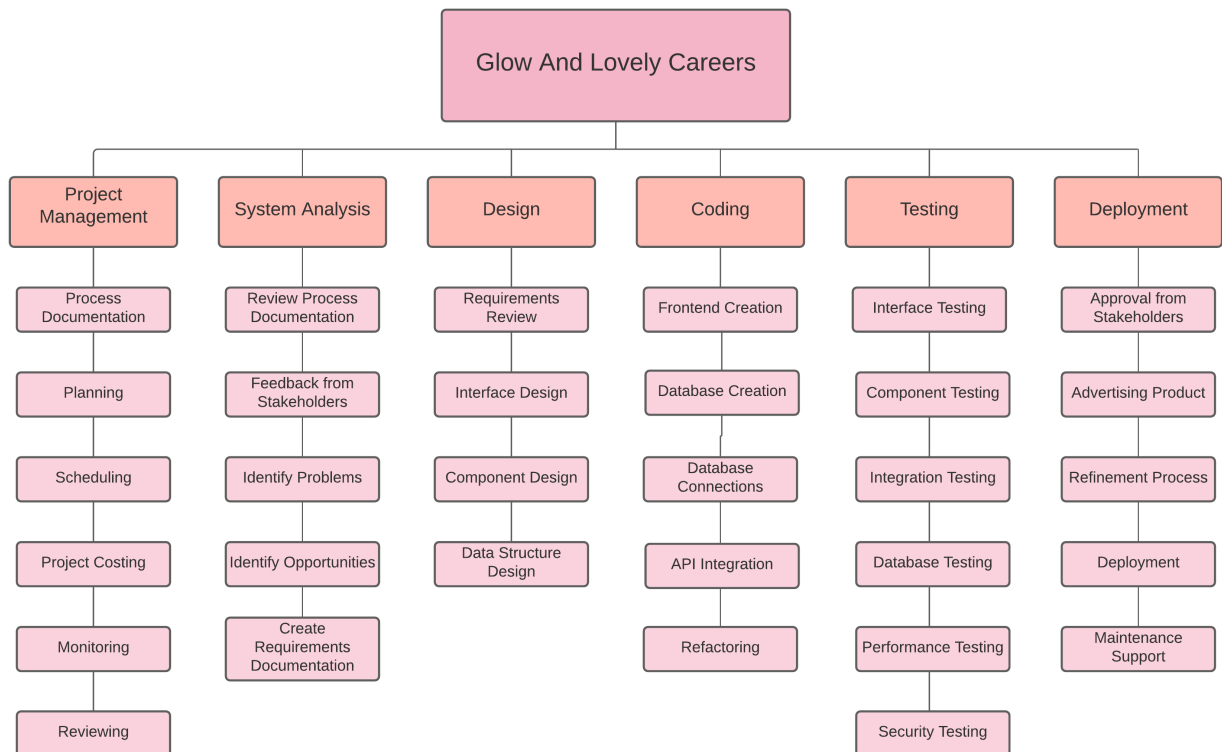 Glow And Lovely Careers
Project
Management
System Analysis
Design
Coding
Testing
Deployment
Process
Documentation
Review Process
Documentation
Requirements
Review
Frontend Creation
Interface Testing
Approval from
Stakeholders
Planning
Feedback from
Stakeholders
Interface Design
Database Creation
Component Testing
Advertising Product
Scheduling
Identify Problems
Component Design
Database
Connections
Integration Testing
Refinement Process
Project Costing
Identify Opportunities
Data Structure
Design
API Integration
Database Testing
Deployment
Monitoring
Create
Requirements
Documentation
Refactoring
Performance Testing
Maintenance
Support
Reviewing
Security Testing